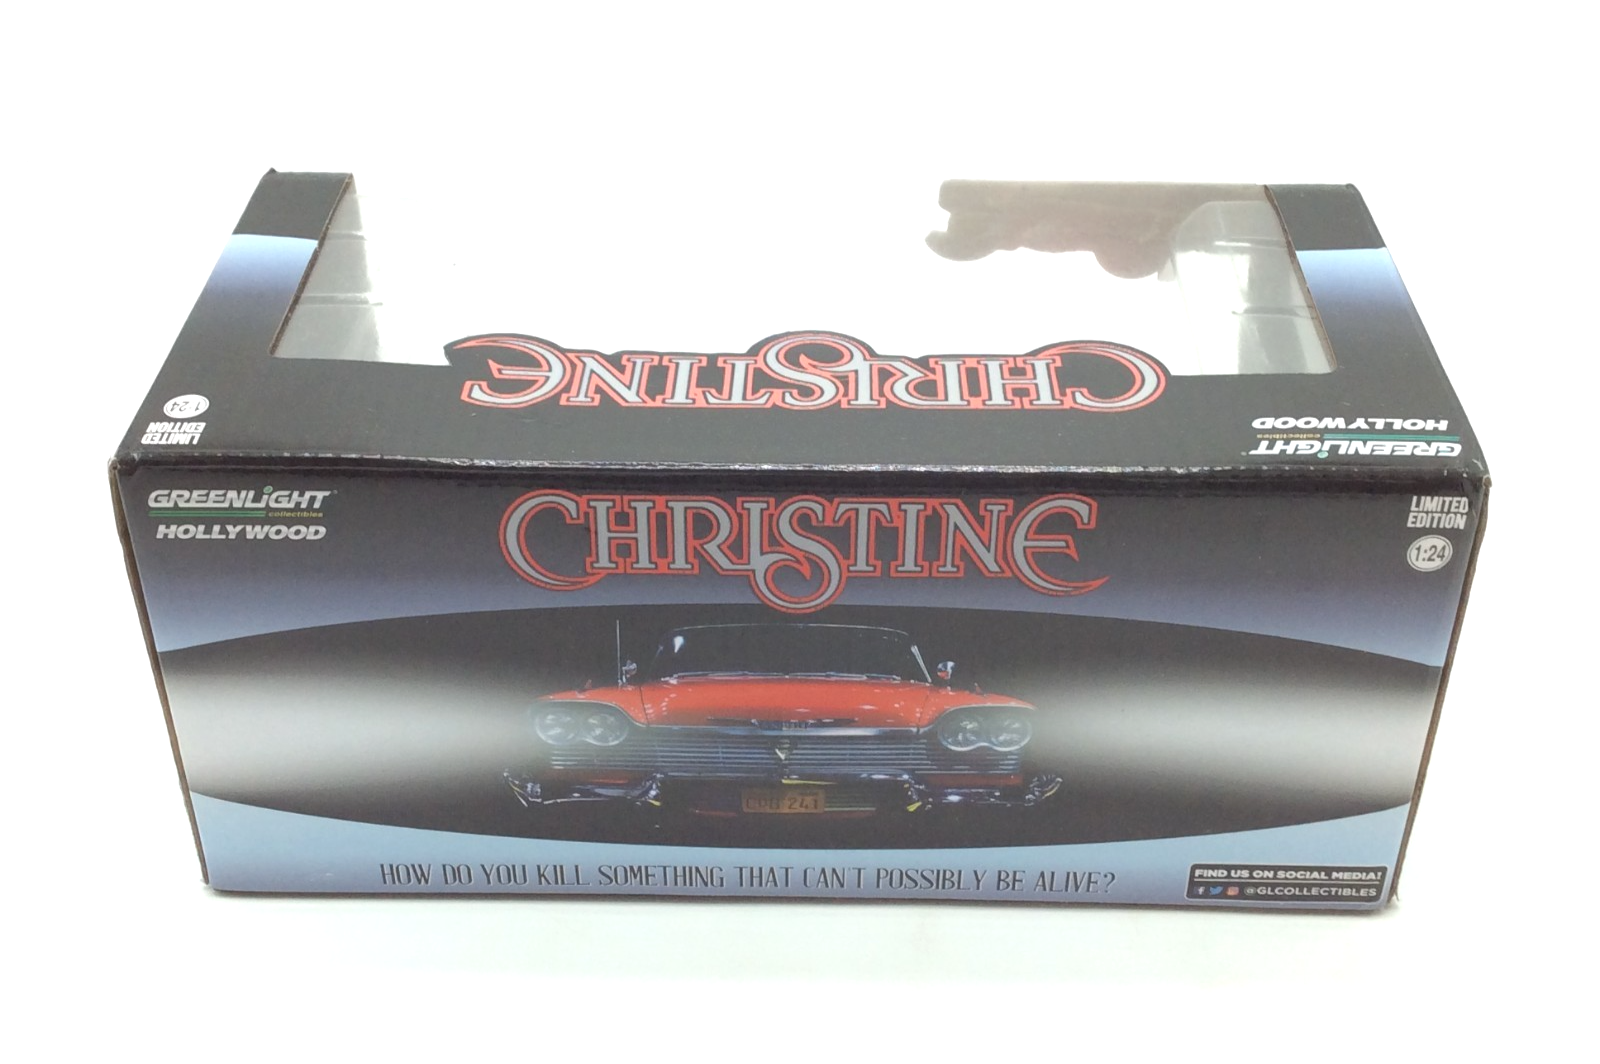 CHRISTINE
1:24
LIMITED
EDITION
HOLLYWOOD
GREENLIGHT
collectibles
GREENLIGHT
collectibles
HOLLYWOOD
CHRISTINE
LIMITED
EDITION
1:24
CQB 241
HOW DO YOU KILL SOMETHING THAT CAN'T POSSIBLY BE ALIVE?
FIND US ON SOCIAL MEDIA!
@GLCOLLECTIBLES